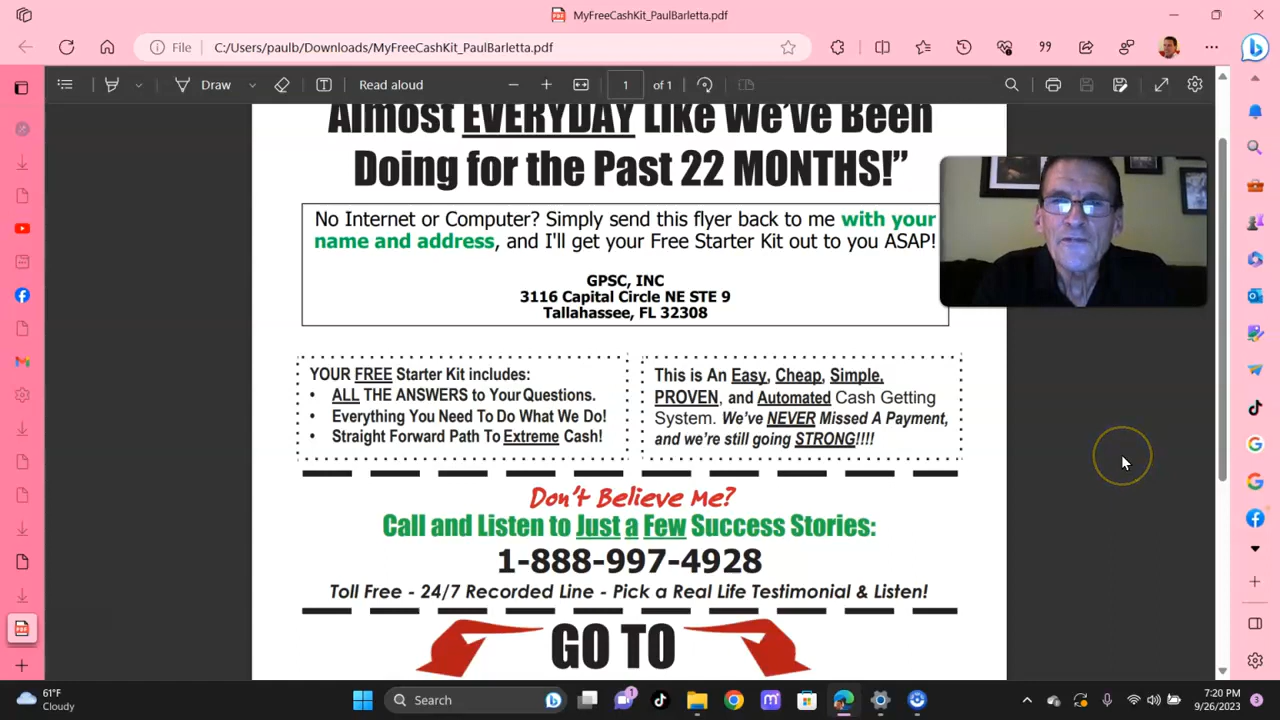 MyFreeCashKit_PaulBarletta.pdf
File C:/Users/paulb/Downloads/MyFreeCashKit_PaulBarletta.pdf
Draw Read aloud 1 of 1
Almost EVERYDAY Like We've Been
Doing for the Past 22 MONTHS!”
No Internet or Computer? Simply send this flyer back to me with your
name and address, and I'll get your Free Starter Kit out to you ASAP!
GPSC, INC
3116 Capital Circle NE STE 9
Tallahassee, FL 32308
YOUR FREE Starter Kit includes:
• ALL THE ANSWERS to Your Questions.
• Everything You Need To Do What We Do!
• Straight Forward Path To Extreme Cash!
This is An Easy, Cheap, Simple,
PROVEN, and Automated Cash Getting
System. We've NEVER Missed A Payment,
and we're still going STRONG!!!!
Don't Believe Me?
Call and Listen to Just a Few Success Stories:
1-888-997-4928
Toll Free - 24/7 Recorded Line - Pick a Real Life Testimonial & Listen!
GO TO
61°F
Cloudy
Search
1
7:20 PM
9/26/2023
3